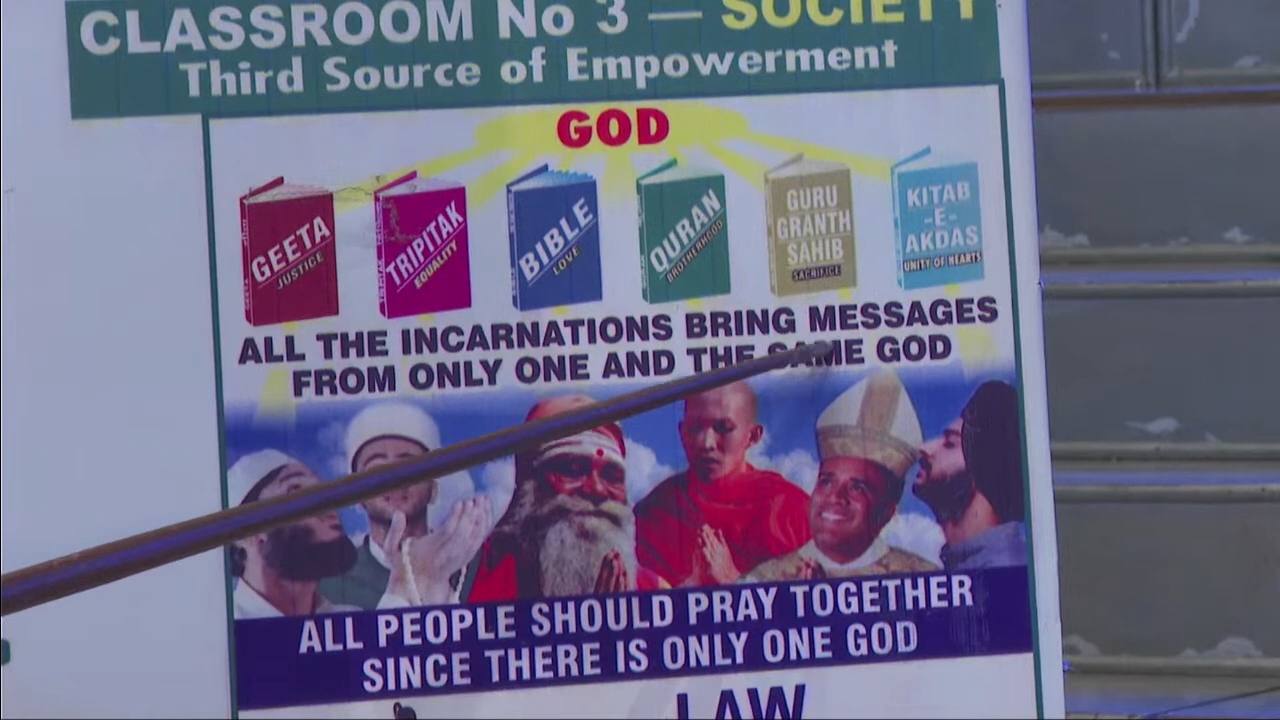 CLASSROOM No 3 — SOCIETY
Third Source of Empowerment
GOD
GEETA
JUSTICE
TRIPITAK
EQUALITY
BIBLE
LOVE
QURAN
BROTHERHOOD
GURU
GRANTH
SAHIB
SACRIFICE
KITAB
-E-
AKDAS
UNITY OF HEARTS
ALL THE INCARNATIONS BRING MESSAGES
FROM ONLY ONE AND THE SAME GOD
ALL PEOPLE SHOULD PRAY TOGETHER
SINCE THERE IS ONLY ONE GOD
LAW